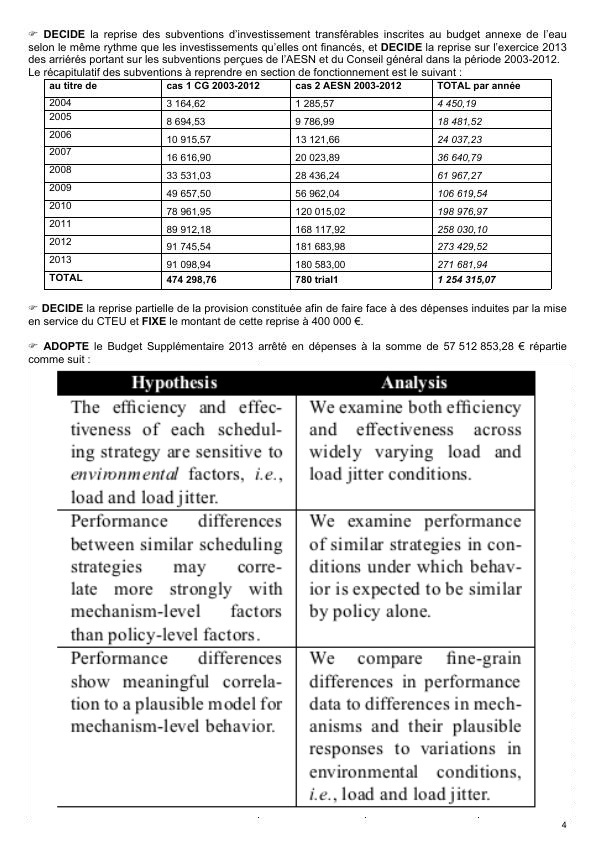 ☞ DECIDE la reprise des subventions d'investissement transférables inscrites au budget annexe de l'eau
selon le même rythme que les investissements qu'elles ont financés, et DECIDE la reprise sur l'exercice 2013
des arriérés portant sur les subventions perçues de l'AESN et du Conseil général dans la période 2003-2012.
Le récapitulatif des subventions à reprendre en section de fonctionnement est le suivant :
au titre de cas 1 CG 2003-2012 cas 2 AESN 2003-2012 TOTAL par année
2004 3 164,62 1 285,57 4 450,19
2005 8 694,53 9 786,99 18 481,52
2006 10 915,57 13 121,66 24 037,23
2007 16 616,90 20 023,89 36 640,79
2008 33 531,03 28 436,24 61 967,27
2009 49 657,50 56 962,04 106 619,54
2010 78 961,95 120 015,02 198 976,97
2011 89 912,18 168 117,92 258 030,10
2012 91 745,54 181 683,98 273 429,52
2013 91 098,94 180 583,00 271 681,94
TOTAL 474 298,76 780 trial1 1 254 315,07
☞ DECIDE la reprise partielle de la provision constituée afin de faire face à des dépenses induites par la mise
en service du CTEU et FIXE le montant de cette reprise à 400 000 €.
☞ ADOPTE le Budget Supplémentaire 2013 arrêté en dépenses à la somme de 57 512 853,28 € répartie
comme suit :
Hypothesis Analysis
The efficiency and effec- We examine both efficiency
tiveness of each schedul- and effectiveness across
ing strategy are sensitive to widely varying load and
environmental factors, i.e., load jitter conditions.
load and load jitter.
Performance differences We examine performance
between similar scheduling of similar strategies in con-
strategies may corre- ditions under which behav-
late more strongly with ior is expected to be similar
mechanism-level factors by policy alone.
than policy-level factors.
Performance differences We compare fine-grain
show meaningful correla- differences in performance
tion to a plausible model for data to differences in mech-
mechanism-level behavior. anisms and their plausible
responses to variations in
environmental conditions,
i.e., load and load jitter.
4